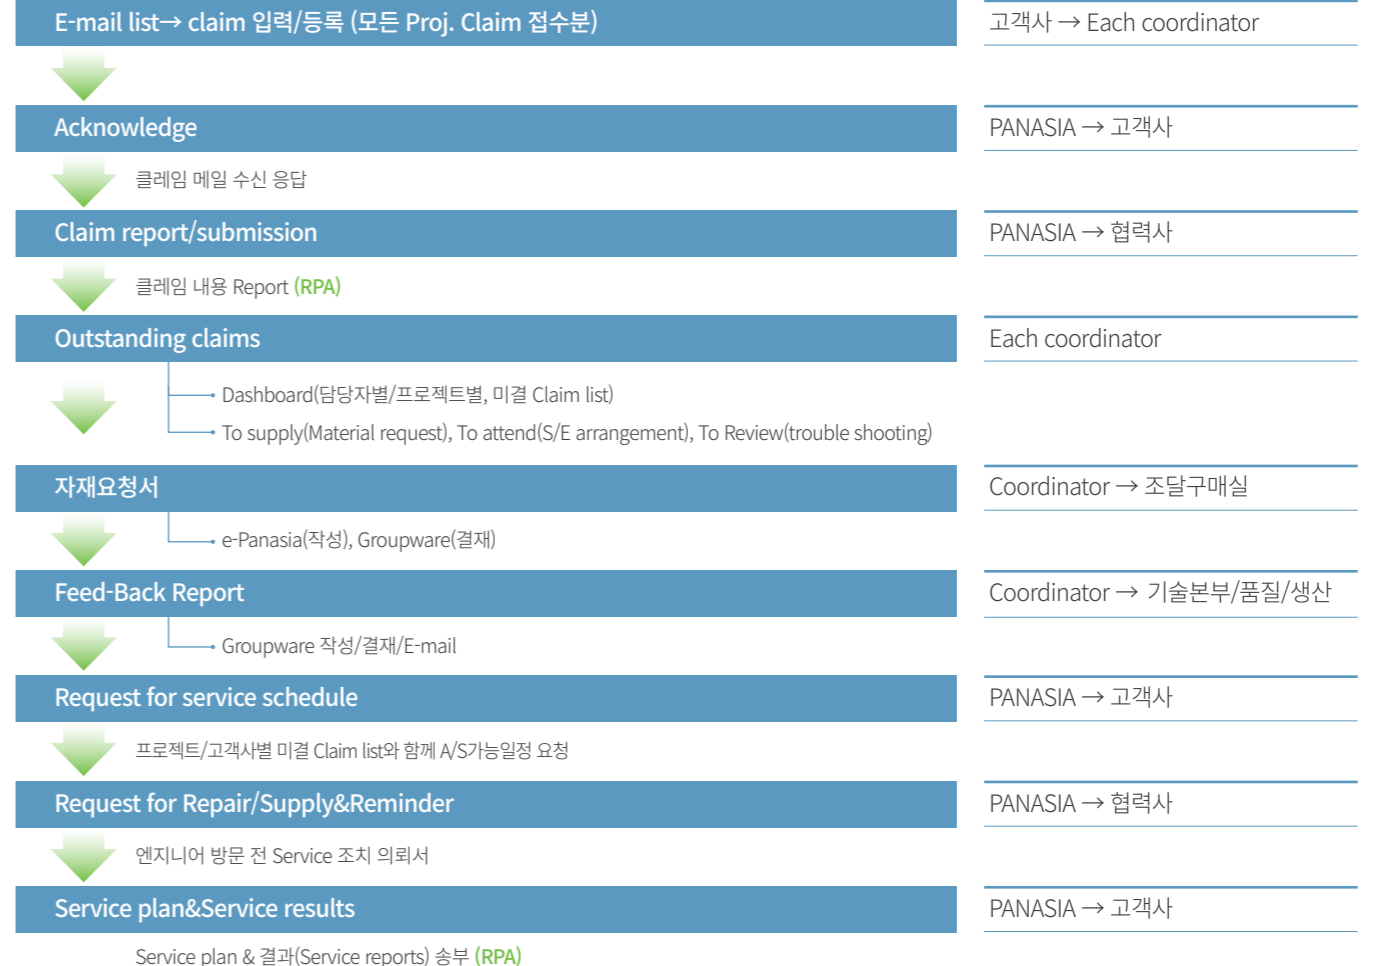 E-mail list→ claim 입력/등록 (모든 Proj. Claim 접수분)
고객사 → Each coordinator
Acknowledge
PANASIA → 고객사
클레임 메일 수신 응답
Claim report/submission
PANASIA → 협력사
클레임 내용 Report (RPA)
Outstanding claims
Each coordinator
Dashboard(담당자별/프로젝트별, 미결 Claim list)
To supply(Material request), To attend(S/E arrangement), To Review(trouble shooting)
자재요청서
Coordinator → 조달구매실
e-Panasia(작성), Groupware(결재)
Feed-Back Report
Coordinator → 기술본부/품질/생산
Groupware 작성/결재/E-mail
Request for service schedule
PANASIA → 고객사
프로젝트/고객사별 미결 Claim list와 함께 A/S가능일정 요청
Request for Repair/Supply&Reminder
PANASIA → 협력사
엔지니어 방문 전 Service 조치 의뢰서
Service plan&Service results
PANASIA → 고객사
Service plan & 결과(Service reports) 송부 (RPA)